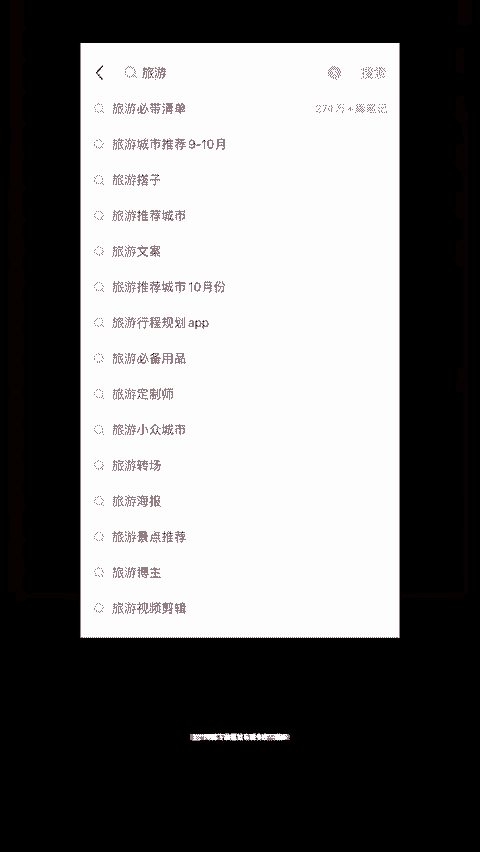 旅游 搜索
旅游必带清单 274万+篇笔记
旅游城市推荐9-10月
旅游搭子
旅游推荐城市
旅游文案
旅游推荐城市10月份
旅游行程规划app
旅游必备用品
旅游定制师
旅游小众城市
旅游转场
旅游海报
旅游景点推荐
旅游博主
旅游视频剪辑